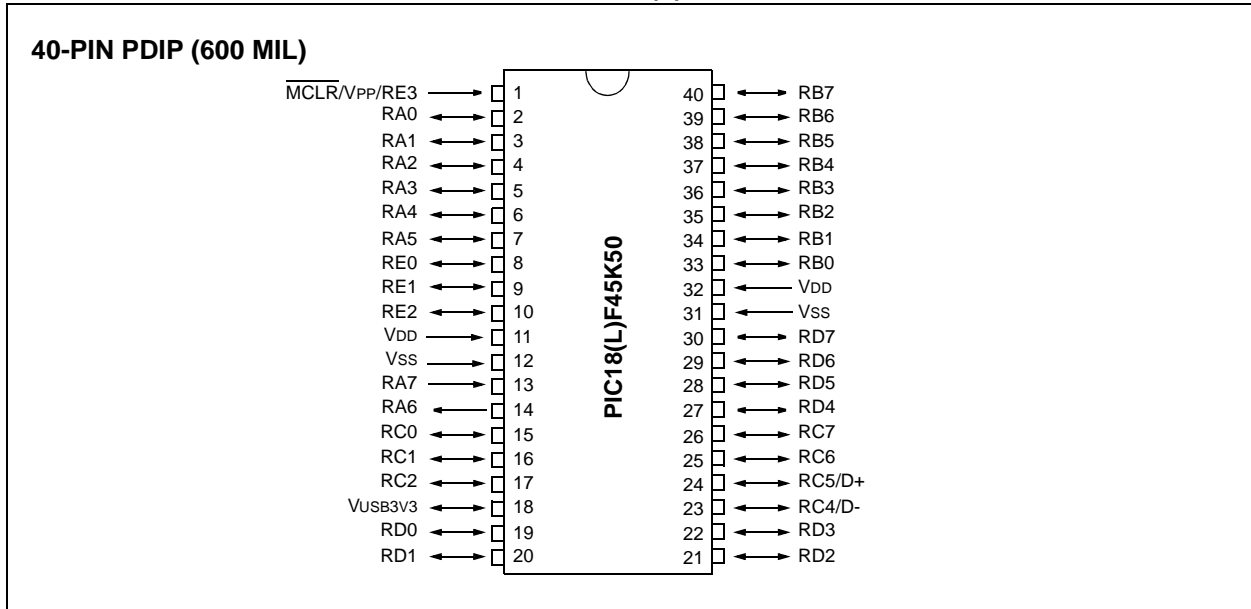 40-PIN PDIP (600 MIL)
MCLR/VPP/RE3 1 40 RB7
RA0 2 39 RB6
RA1 3 38 RB5
RA2 4 37 RB4
RA3 5 36 RB3
RA4 6 35 RB2
RA5 7 34 RB1
RE0 8 33 RB0
RE1 9 32 VDD
RE2 10 31 VSS
VDD 11 30 RD7
VSS 12 29 RD6
RA7 13 28 RD5
RA6 14 27 RD4
RC0 15 26 RC7
RC1 16 25 RC6
RC2 17 24 RC5/D+
VUSB3V3 18 23 RC4/D-
RD0 19 22 RD3
RD1 20 21 RD2
PIC18(L)F45K50